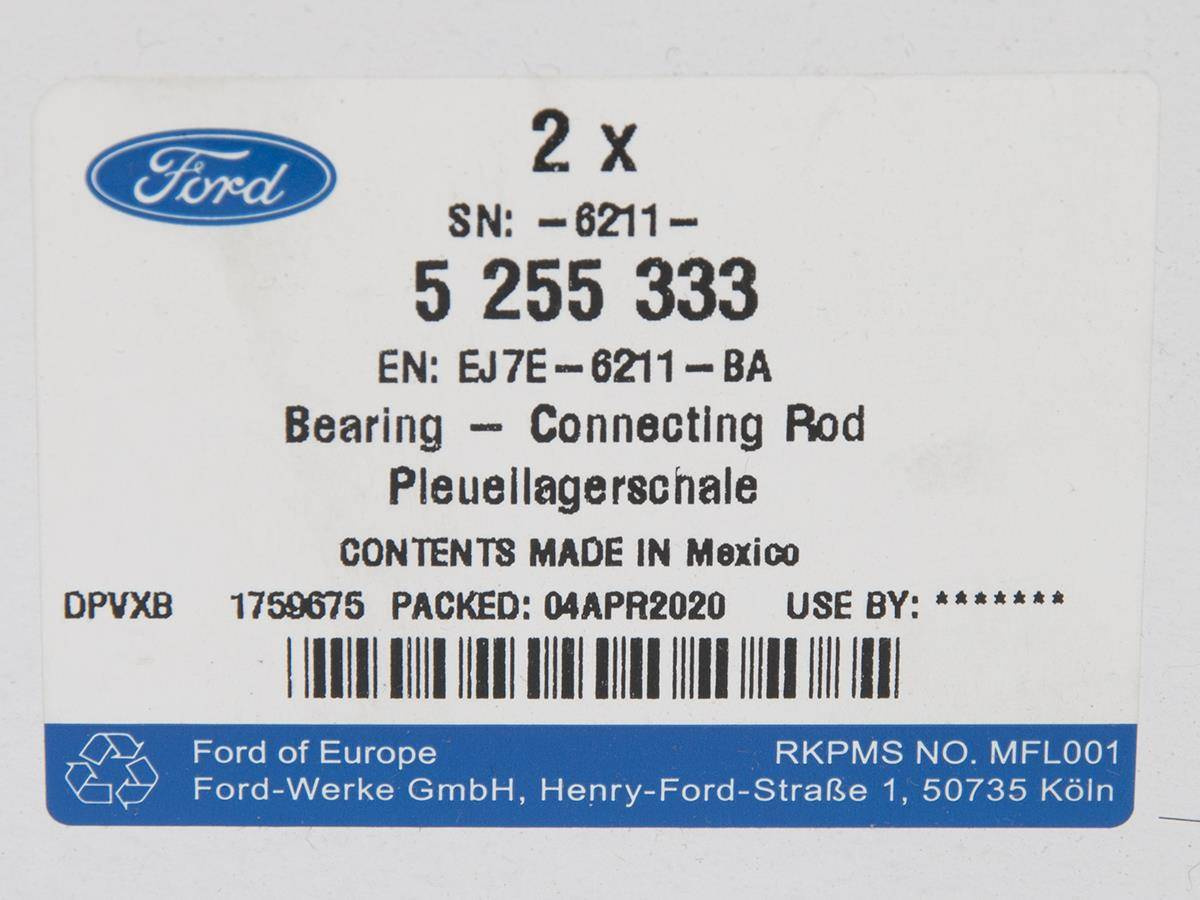 Ford
2 x
SN: -6211-
5 255 333
EN: EJ7E-6211-BA
Bearing - Connecting Rod
Pleuellagerschale
CONTENTS MADE IN Mexico
DPVXB 1759675 PACKED: 04APR2020 USE BY: *******
Ford of Europe RKPMS NO. MFL001
Ford-Werke GmbH, Henry-Ford-Straße 1, 50735 Köln